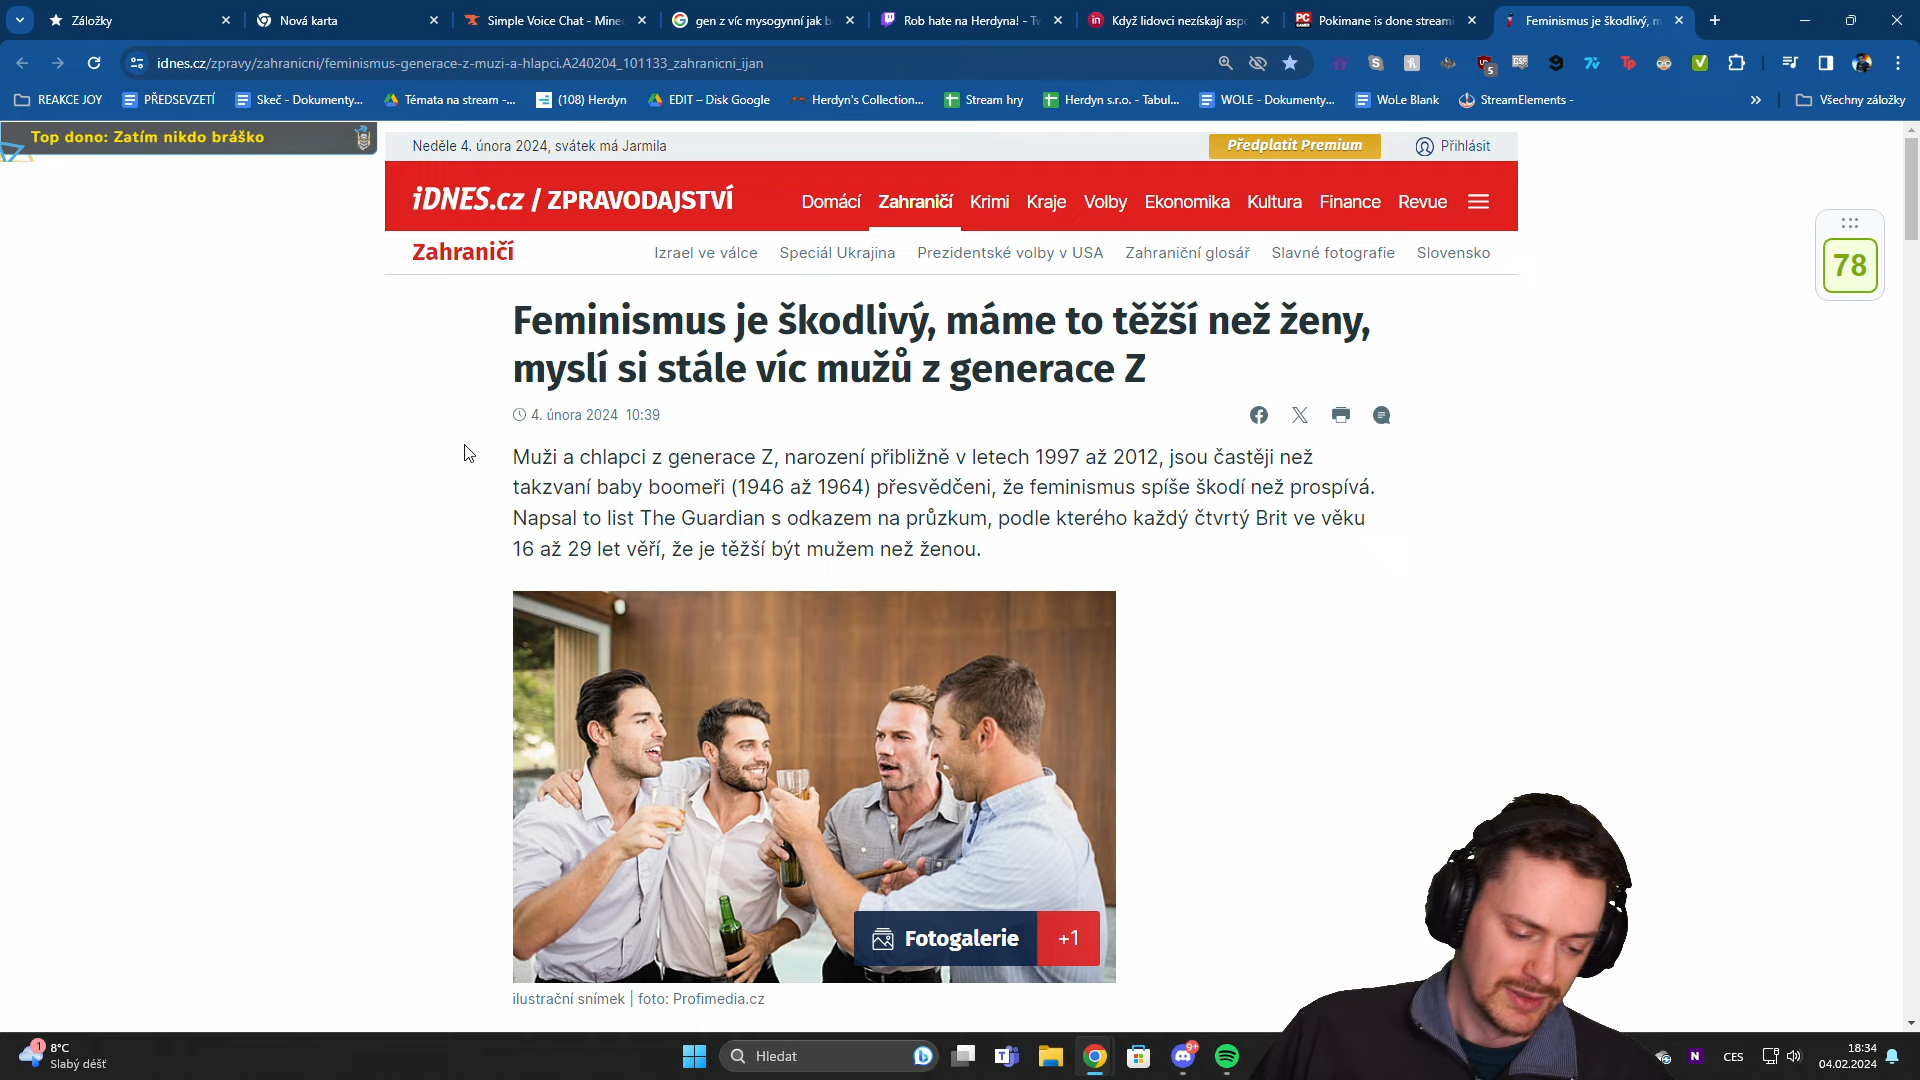 Záložky
Nová karta
Simple Voice Chat - Mine
gen z víc mysogynní jak b
Rob hate na Herdyna! - Tv
Když lidovci nezískají aspo
Pokimane is done streami
Feminismus je škodlivý, m
idnes.cz/zpravy/zahranicni/feminismus-generace-z-muzi-a-hlapci.A240204_101133_zahranicni_ijan
REAKCE JOY
PŘEDSEVZETÍ
Skeč - Dokumenty...
Témata na stream -...
(108) Herdyn
EDIT – Disk Google
Herdyn's Collection...
Stream hry
Herdyn s.r.o. - Tabul...
WOLE - Dokumenty...
WoLe Blank
StreamElements -
Všechny záložky
Top dono: Zatím nikdo bráško
Neděle 4. února 2024, svátek má Jarmila
Předplatit Premium
Přihlásit
iDNES.cz / ZPRAVODAJSTVÍ
Domácí Zahraničí Krimi Kraje Volby Ekonomika Kultura Finance Revue
Zahraničí
Izrael ve válce Speciál Ukrajina Prezidentské volby v USA Zahraniční glosář Slavné fotografie Slovensko
78
Feminismus je škodlivý, máme to těžší než ženy,
myslí si stále víc mužů z generace Z
4. února 2024 10:39
Muži a chlapci z generace Z, narození přibližně v letech 1997 až 2012, jsou častěji než
takzvaní baby boomeři (1946 až 1964) přesvědčeni, že feminismus spíše škodí než prospívá.
Napsal to list The Guardian s odkazem na průzkum, podle kterého každý čtvrtý Brit ve věku
16 až 29 let věří, že je těžší být mužem než ženou.
Fotogalerie +1
ilustrační snímek | foto: Profimedia.cz
1
8°C
Slabý déšť
Hledat
9+
CES
18:34
04.02.2024